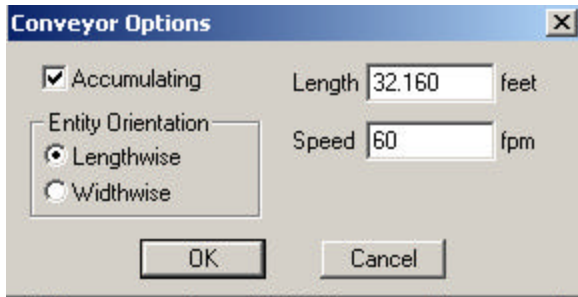 Conveyor Options
Accumulating
Length 32.160 feet
Entity Orientation
Lengthwise
Speed 60 fpm
Widthwise
OK Cancel